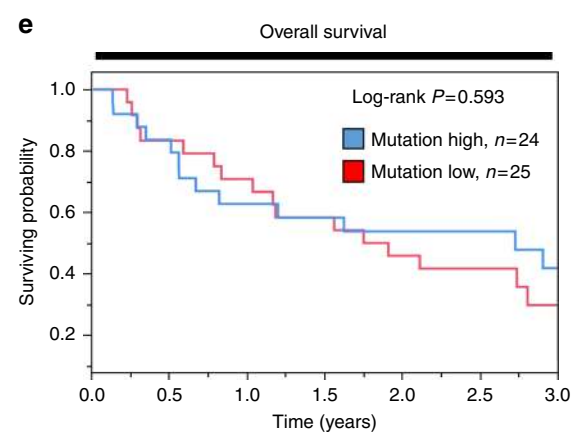 e
Overall survival
Log-rank P=0.593
Mutation high, n=24
Mutation low, n=25
Surviving probability
1.0
0.8
0.6
0.4
0.2
0.0 0.5 1.0 1.5 2.0 2.5 3.0
Time (years)